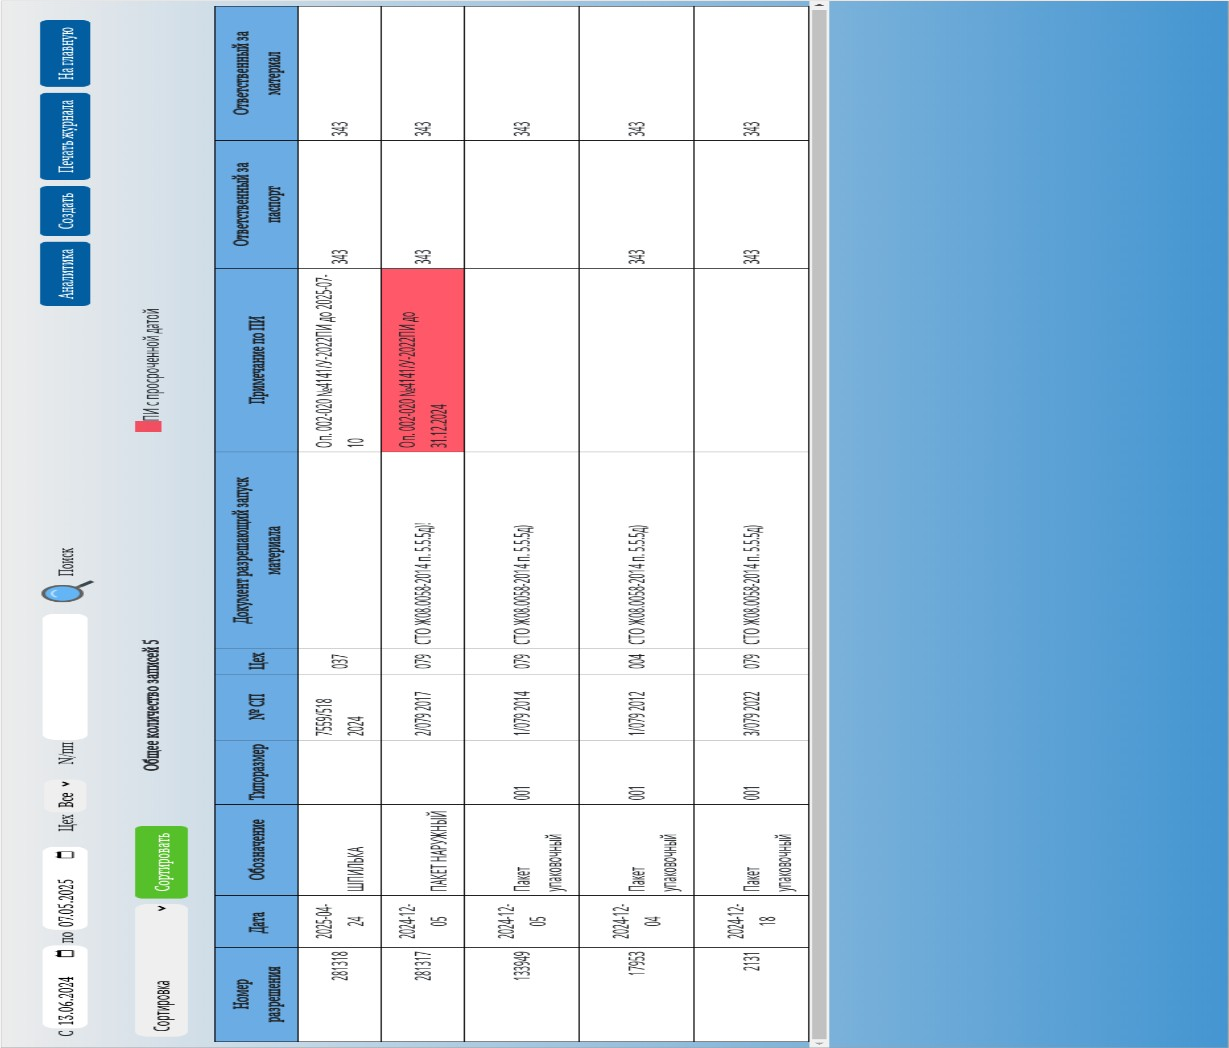 С 13.06.2024 по 07.05.2025 Цех Все N/пп Поиск Аналитика Создать Печать журнала На главную
Сортировка Сортировать Общее количество записей 5 ПИ с просроченной датой
Номер разрешения Дата Обозначение Типоразмер № СП Цех Документ разрешающий запуск материала Примечание по ПИ Ответственный за паспорт Ответственный за материал
281318 2025-04-24 ШПИЛЬКА 7559/518 2024 037 Оп. 002-020 №4141/У-2022ПИ до 2025-07-10 343 343
281317 2024-12-05 ПАКЕТ НАРУЖНЫЙ 2/079 2017 079 СТО Ж08.0058-2014 п. 5.5.5д)! Оп. 002-020 №4141/У-2022ПИ до 31.12.2024 343 343
133949 2024-12-05 Пакет упаковочный 001 1/079 2014 079 СТО Ж08.0058-2014 п. 5.5.5д) 343
17953 2024-12-04 Пакет упаковочный 001 1/079 2012 004 СТО Ж08.0058-2014 п. 5.5.5д) 343 343
2131 2024-12-18 Пакет упаковочный 001 3/079 2022 079 СТО Ж08.0058-2014 п. 5.5.5д) 343 343